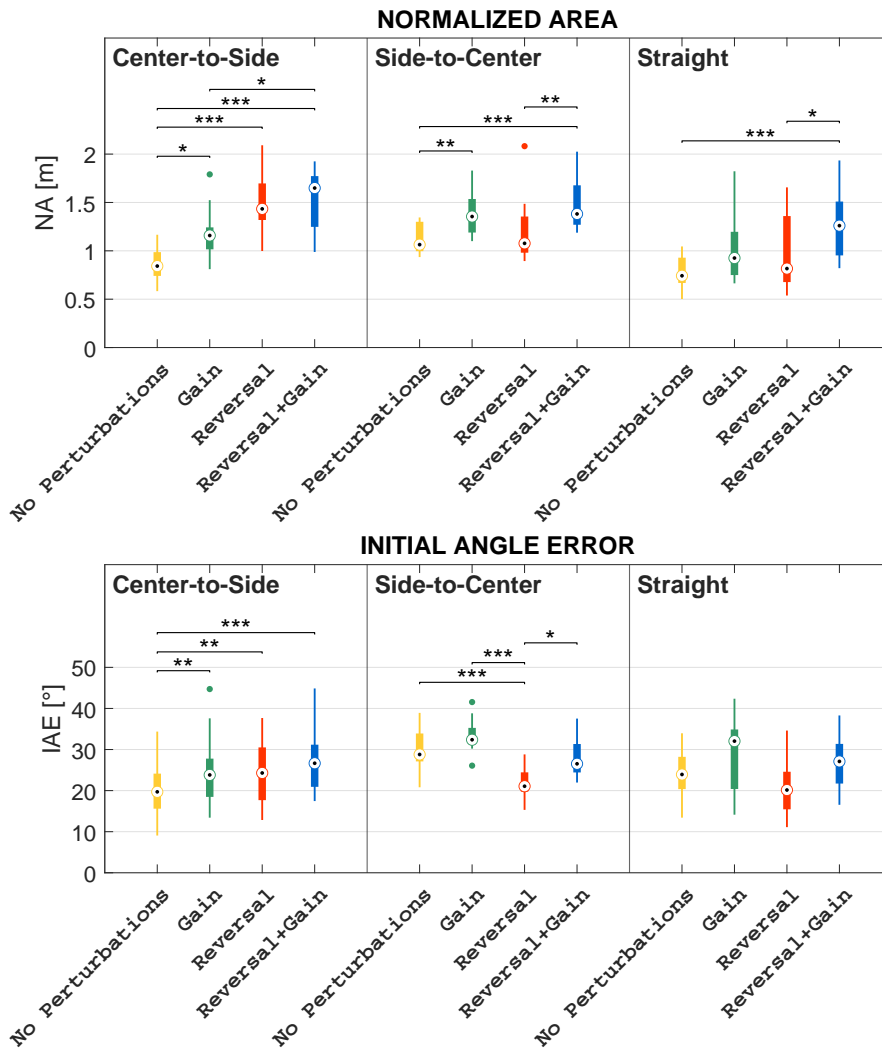 NORMALIZED AREA
Center-to-Side
Side-to-Center
Straight
*
***
***
*
**
***
**
*
***
NA [m]
2
1.5
1
0.5
0
No Perturbations
Gain
Reversal
Reversal+Gain
No Perturbations
Gain
Reversal
Reversal+Gain
No Perturbations
Gain
Reversal
Reversal+Gain
INITIAL ANGLE ERROR
Center-to-Side
Side-to-Center
Straight
***
**
**
*
***
***
IAE [°]
50
40
30
20
10
0
No Perturbations
Gain
Reversal
Reversal+Gain
No Perturbations
Gain
Reversal
Reversal+Gain
No Perturbations
Gain
Reversal
Reversal+Gain